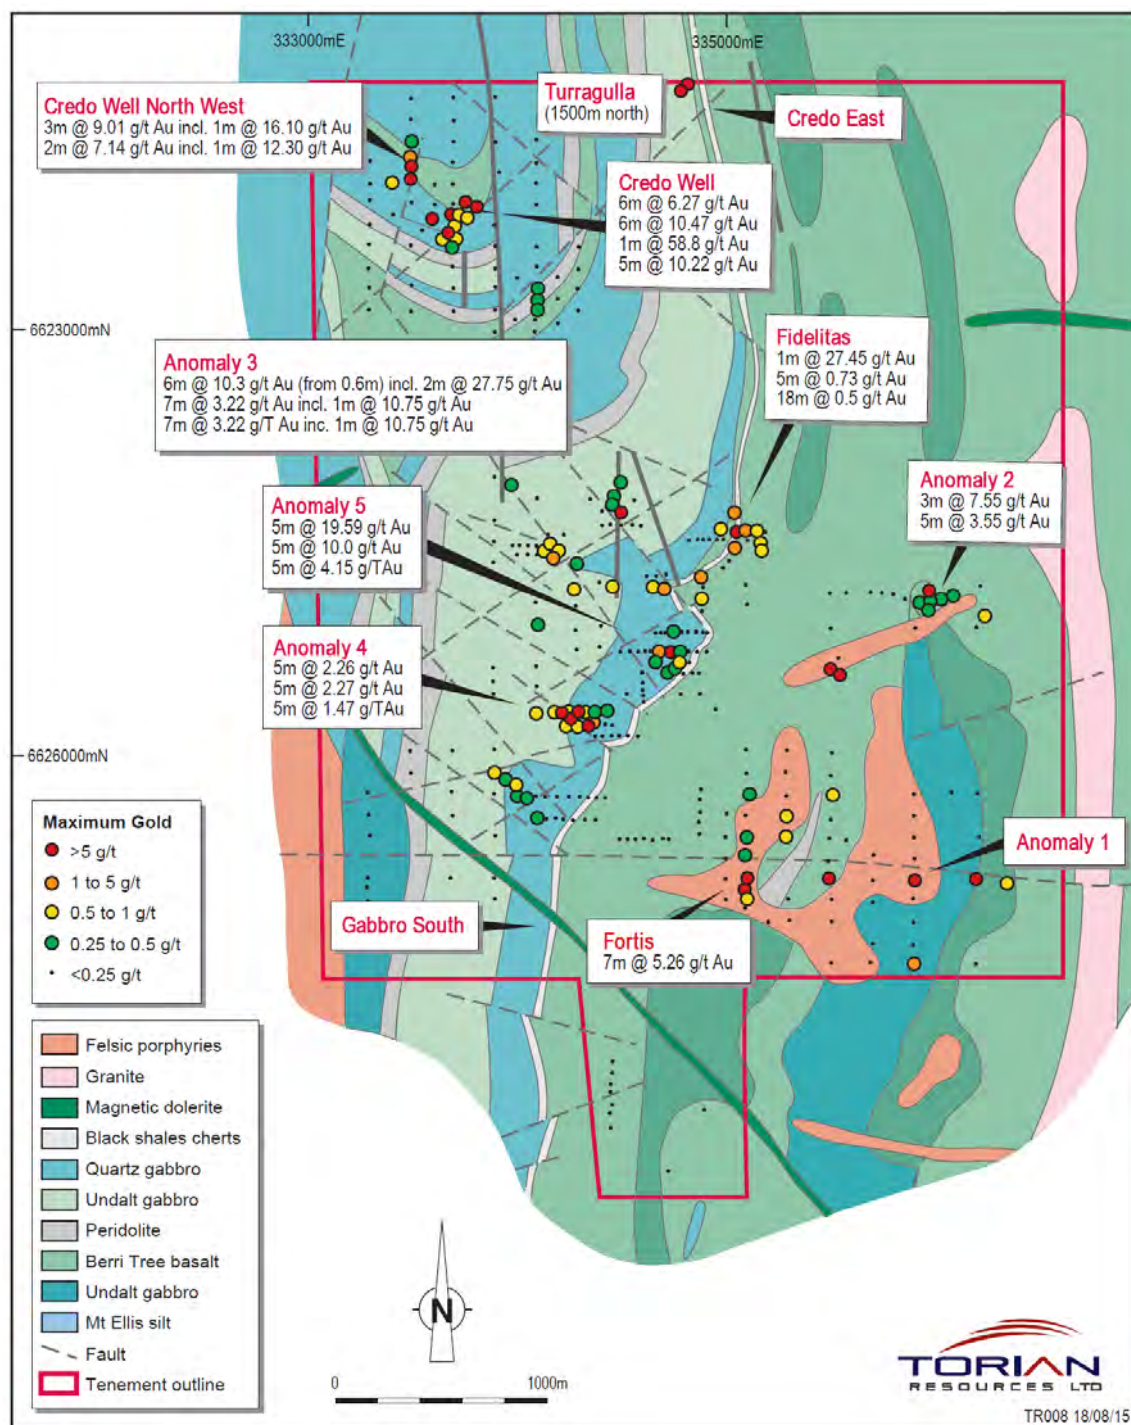 333000mE
335000mE
Credo Well North West
3m @ 9.01 g/t Au incl. 1m @ 16.10 g/t Au
2m @ 7.14 g/t Au incl. 1m @ 12.30 g/t Au
Turragulla
(1500m north)
Credo East
Credo Well
6m @ 6.27 g/t Au
6m @ 10.47 g/t Au
1m @ 58.8 g/t Au
5m @ 10.22 g/t Au
6623000mN
Anomaly 3
6m @ 10.3 g/t Au (from 0.6m) incl. 2m @ 27.75 g/t Au
7m @ 3.22 g/t Au incl. 1m @ 10.75 g/t Au
7m @ 3.22 g/T Au inc. 1m @ 10.75 g/t Au
Fidelitas
1m @ 27.45 g/t Au
5m @ 0.73 g/t Au
18m @ 0.5 g/t Au
Anomaly 2
3m @ 7.55 g/t Au
5m @ 3.55 g/t Au
Anomaly 5
5m @ 19.59 g/t Au
5m @ 10.0 g/t Au
5m @ 4.15 g/TAu
Anomaly 4
5m @ 2.26 g/t Au
5m @ 2.27 g/t Au
5m @ 1.47 g/TAu
6626000mN
Maximum Gold
>5 g/t
1 to 5 g/t
0.5 to 1 g/t
0.25 to 0.5 g/t
<0.25 g/t
Anomaly 1
Gabbro South
Fortis
7m @ 5.26 g/t Au
Felsic porphyries
Granite
Magnetic dolerite
Black shales cherts
Quartz gabbro
Undalt gabbro
Peridolite
Berri Tree basalt
Undalt gabbro
Mt Ellis silt
Fault
Tenement outline
N
0
1000m
TORIAN
RESOURCES LTD
TR008 18/08/15